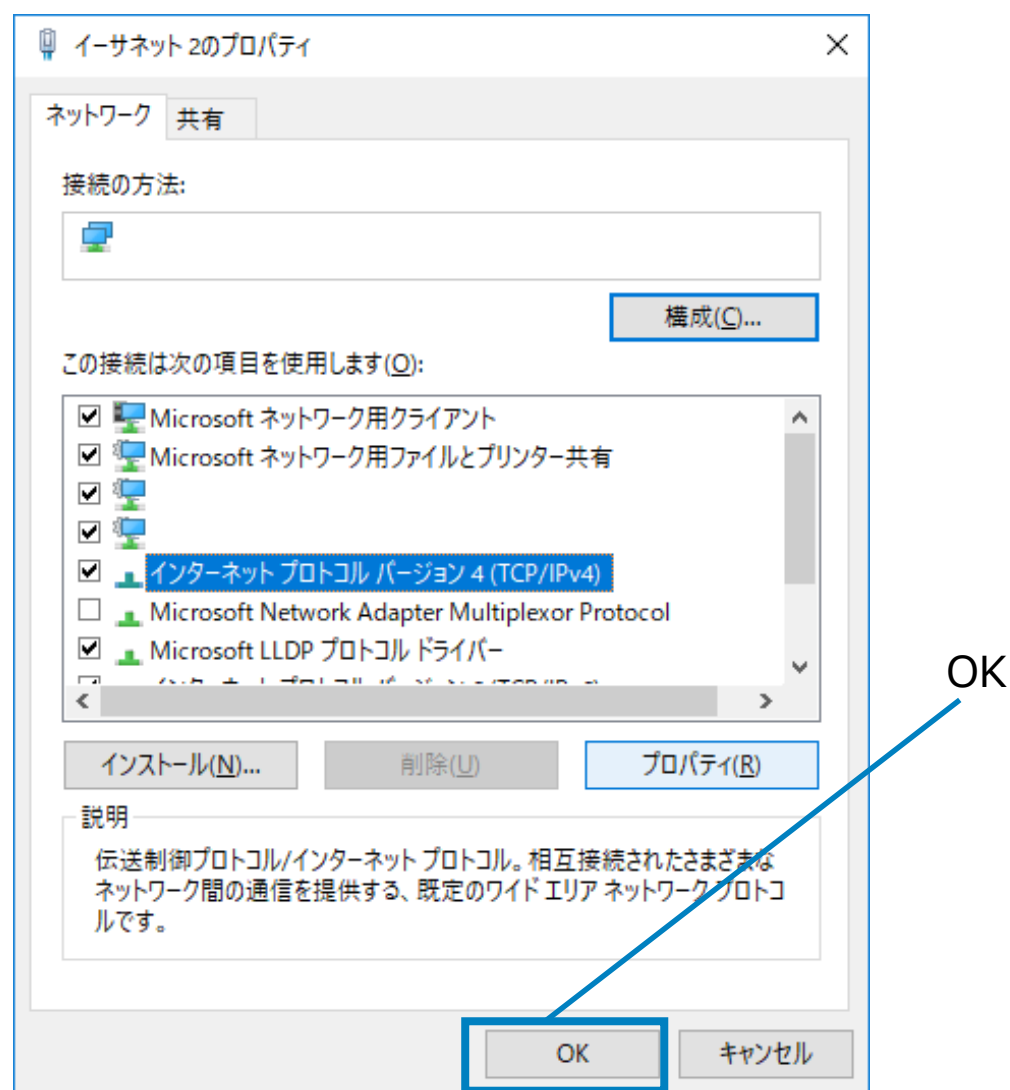 イーサネット 2のプロパティ
ネットワーク 共有
接続の方法:
構成(C)...
この接続は次の項目を使用します(O):
Microsoft ネットワーク用クライアント
Microsoft ネットワーク用ファイルとプリンター共有
インターネット プロトコル バージョン 4 (TCP/IPv4)
Microsoft Network Adapter Multiplexor Protocol
Microsoft LLDP プロトコル ドライバー
OK
インストール(N)... 削除(U) プロパティ(R)
説明
伝送制御プロトコル/インターネット プロトコル。相互接続されたさまざまな
ネットワーク間の通信を提供する、既定のワイド エリア ネットワーク プロトコ
ルです。
OK キャンセル